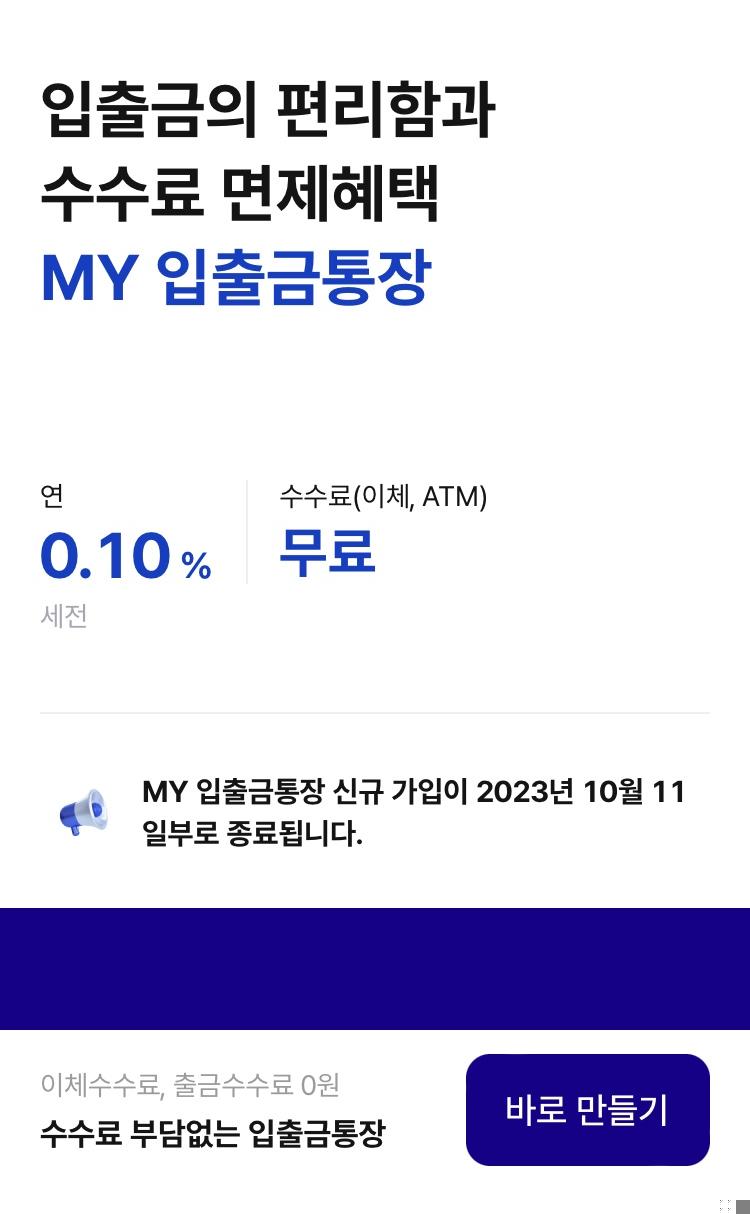 입출금의 편리함과
수수료 면제혜택
MY 입출금통장
연
0.10 %
세전
수수료(이체, ATM)
무료
MY 입출금통장 신규 가입이 2023년 10월 11
일부로 종료됩니다.
이체수수료, 출금수수료 0원
수수료 부담없는 입출금통장
바로 만들기